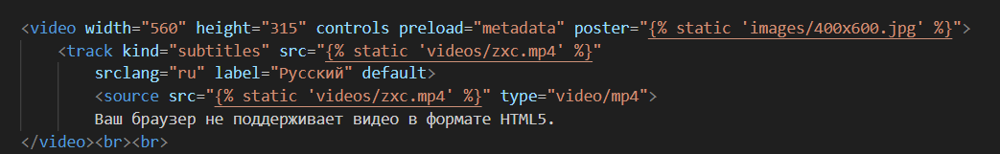 <video width="560" height="315" controls preload="metadata" poster="{% static 'images/400x600.jpg' %}">
<track kind="subtitles" src="{% static 'videos/zxc.mp4' %}"
srclang="ru" label="Русский" default>
<source src="{% static 'videos/zxc.mp4' %}" type="video/mp4">
Ваш браузер не поддерживает видео в формате HTML5.
</video><br><br>